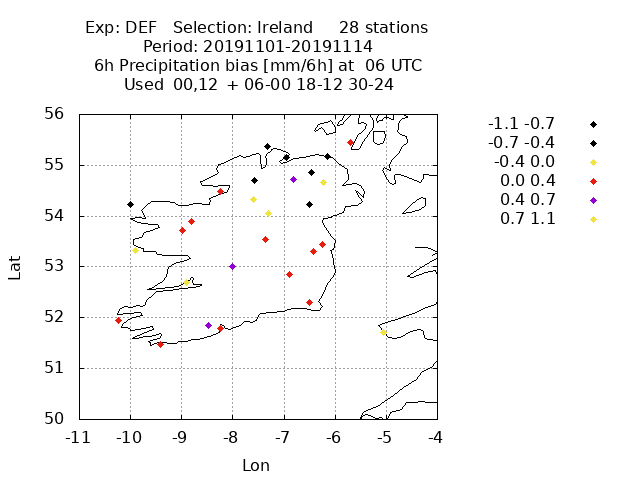 Exp: DEF   Selection: Ireland     28 stations
Period: 20191101-20191114
6h Precipitation bias [mm/6h] at  06 UTC
Used  00,12  + 06-00 18-12 30-24
-1.1 -0.7
-0.7 -0.4
-0.4 0.0
0.0 0.4
0.4 0.7
0.7 1.1
56
55
54
53
52
51
50
Lat
-11 -10 -9 -8 -7 -6 -5 -4
Lon